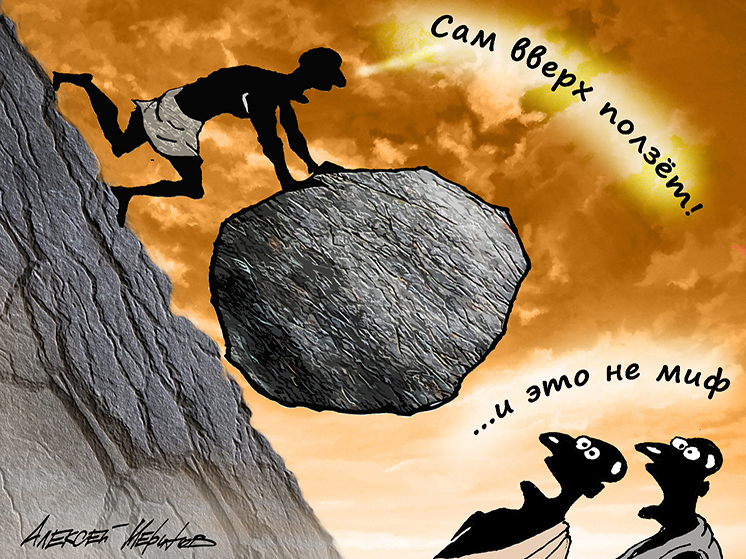 Сам вверх ползёт!
...и это не миф
Алексей Меринов